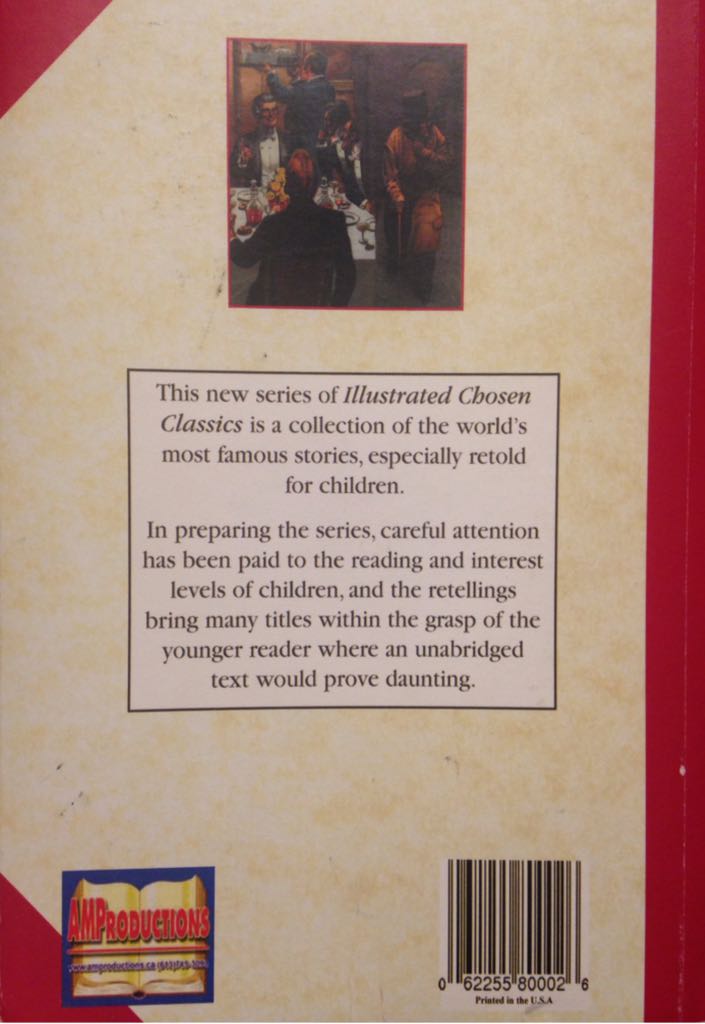 This new series of Illustrated Chosen
Classics is a collection of the world's
most famous stories, especially retold
for children.
In preparing the series, careful attention
has been paid to the reading and interest
levels of children, and the retellings
bring many titles within the grasp of the
younger reader where an unabridged
text would prove daunting.
AMPRODUCTIONS
www.amproductions.ca
0 62255 80002 6
Printed in the U.S.A